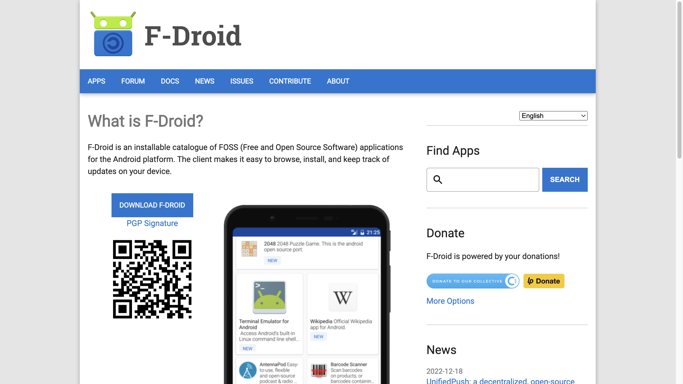 F-Droid
APPS FORUM DOCS NEWS ISSUES CONTRIBUTE ABOUT
What is F-Droid?
F-Droid is an installable catalogue of FOSS (Free and Open Source Software) applications
for the Android platform. The client makes it easy to browse, install, and keep track of
updates on your device.
DOWNLOAD F-DROID
PGP Signature
21:25
2048 2048 Puzzle Game. This is the android
open source port.
NEW
Terminal Emulator for
Android
Access Android's built-in
Linux command line shell...
NEW
Wikipedia Official Wikipedia
app for Android.
NEW
AntennaPod Easy-
to-use, flexible
and open-source
podcast & radio ...
Barcode Scanner
Scan barcodes
on products, or
barcodes containing
English
Find Apps
SEARCH
Donate
F-Droid is powered by your donations!
DONATE TO OUR COLLECTIVE
Donate
More Options
News
2022-12-18
UnifiedPush: a decentralized, open-source